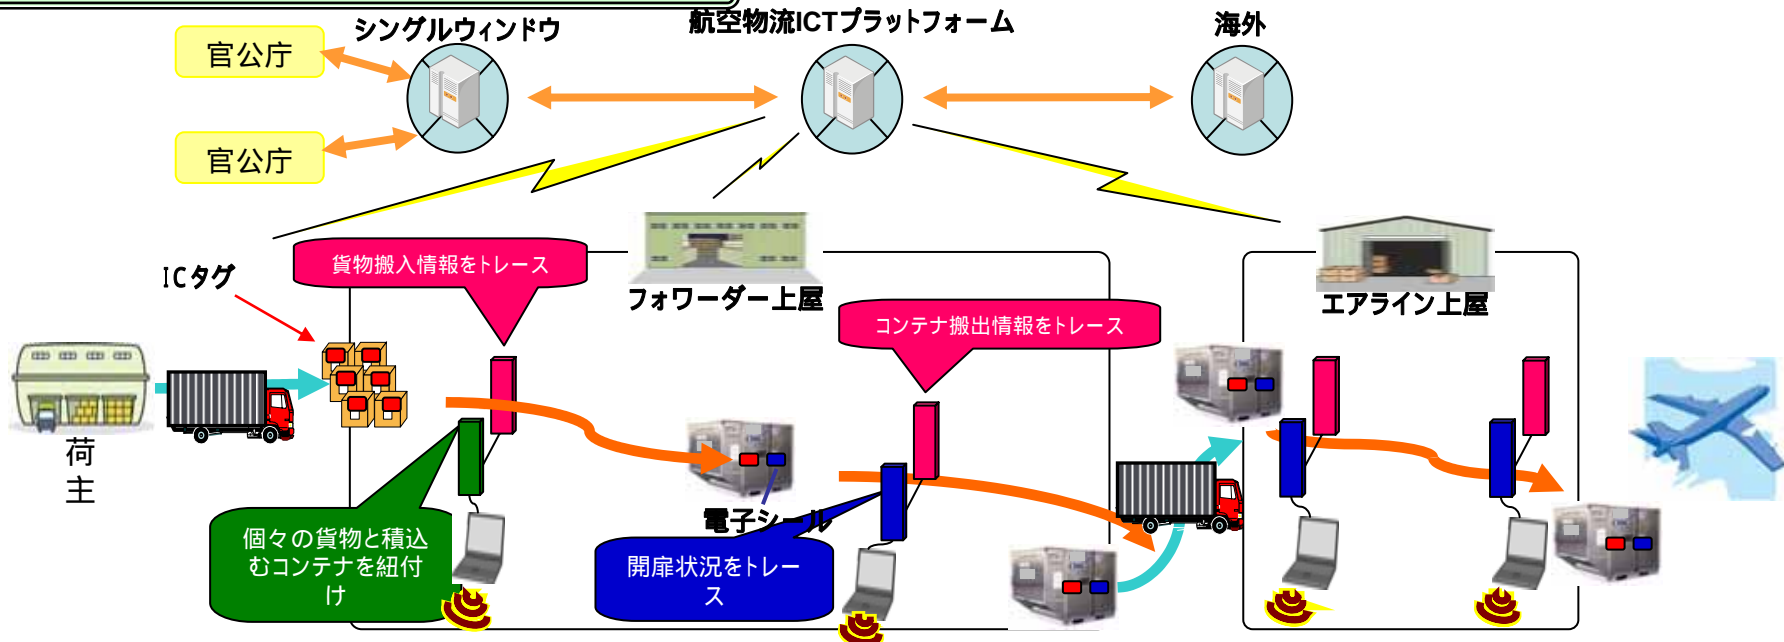 シングルウィンドウ
航空物流ICTプラットフォーム
海外
官公庁
官公庁
ICタグ
貨物搬入情報をトレース
フォワーダー上屋
コンテナ搬出情報をトレース
エアライン上屋
荷
主
電子シール
個々の貨物と積込
むコンテナを紐付
け
開扉状況をトレー
ス